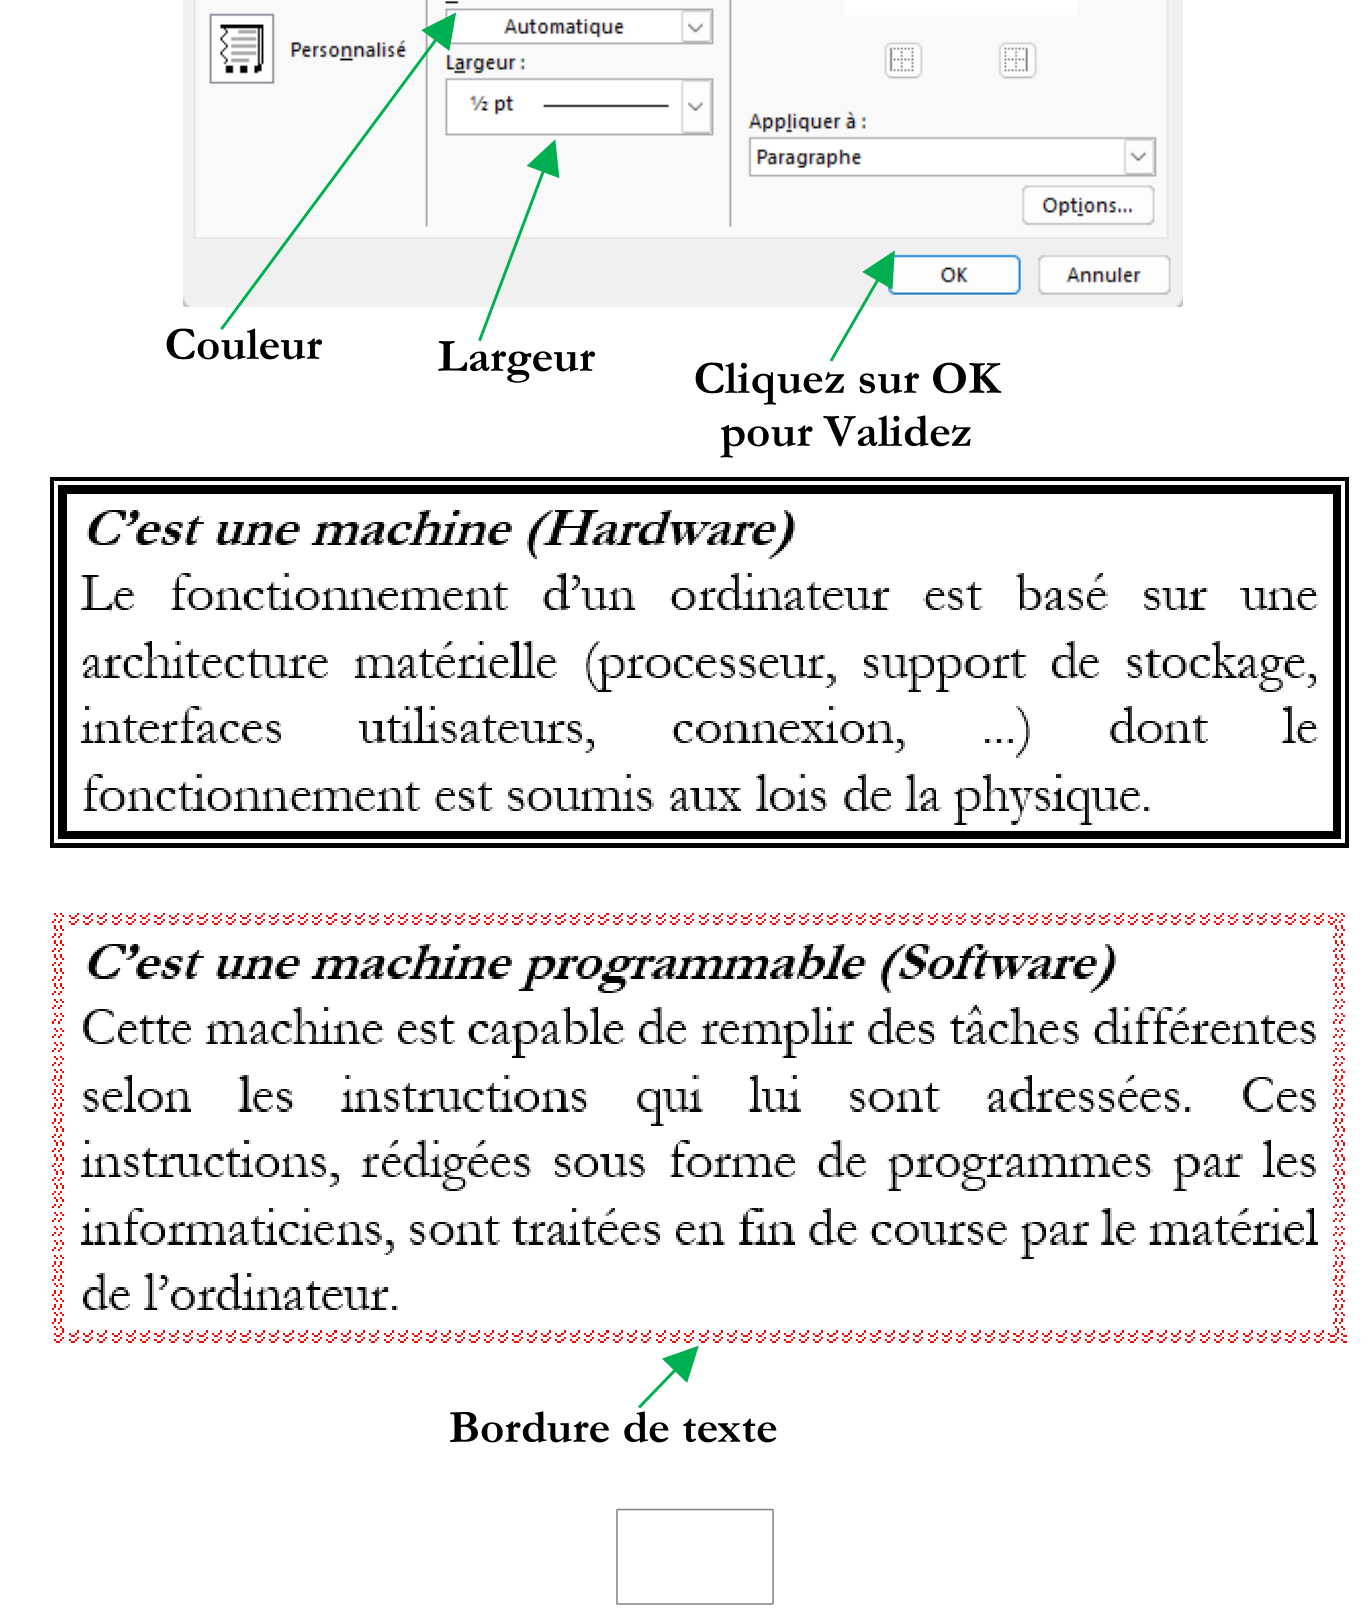 Automatique
Personnalisé
Largeur :
½ pt
Appliquer à :
Paragraphe
Options...
OK
Annuler
Couleur
Largeur
Cliquez sur OK
pour Validez
C’est une machine (Hardware)
Le fonctionnement d’un ordinateur est basé sur une
architecture matérielle (processeur, support de stockage,
interfaces utilisateurs, connexion, ...) dont le
fonctionnement est soumis aux lois de la physique.
C’est une machine programmable (Software)
Cette machine est capable de remplir des tâches différentes
selon les instructions qui lui sont adressées. Ces
instructions, rédigées sous forme de programmes par les
informaticiens, sont traitées en fin de course par le matériel
de l’ordinateur.
Bordure de texte